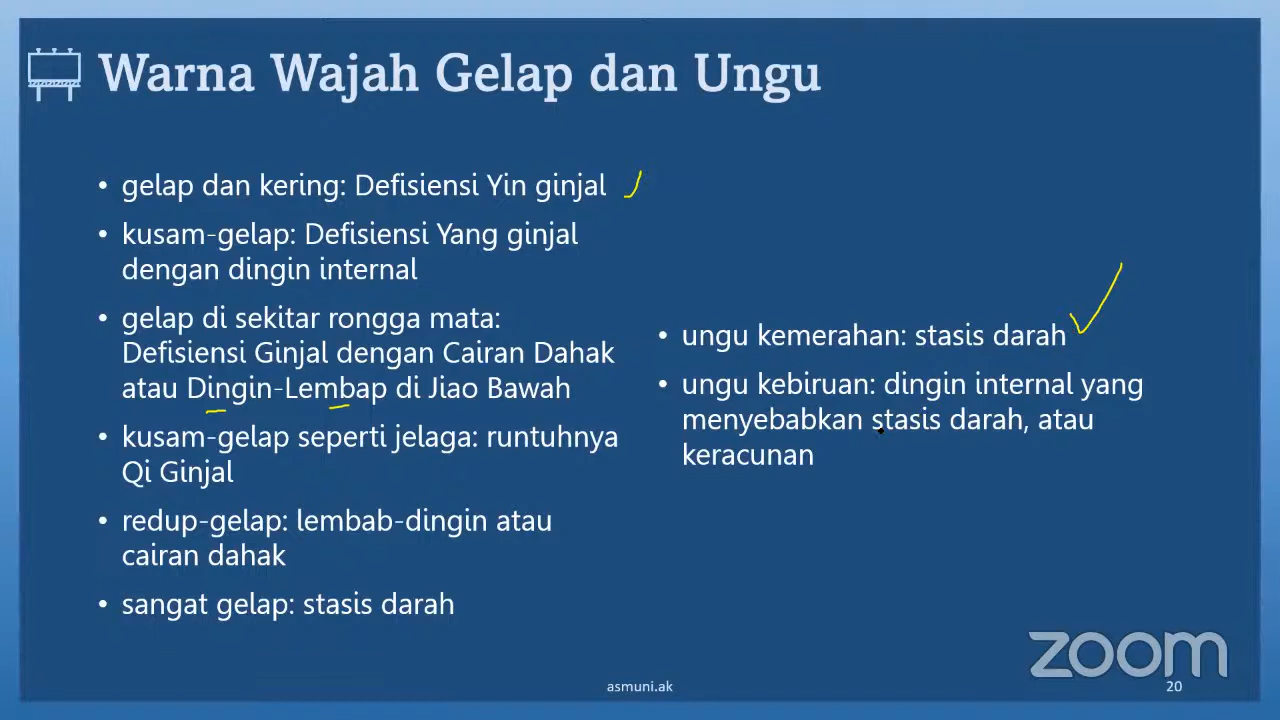 Warna Wajah Gelap dan Ungu
• gelap dan kering: Defisiensi Yin ginjal
• kusam-gelap: Defisiensi Yang ginjal
dengan dingin internal
• gelap di sekitar rongga mata:
Defisiensi Ginjal dengan Cairan Dahak
atau Dingin-Lembap di Jiao Bawah
• kusam-gelap seperti jelaga: runtuhnya
Qi Ginjal
• redup-gelap: lembab-dingin atau
cairan dahak
• sangat gelap: stasis darah
• ungu kemerahan: stasis darah
• ungu kebiruan: dingin internal yang
menyebabkan stasis darah, atau
keracunan
zoom
asmuni.ak
20